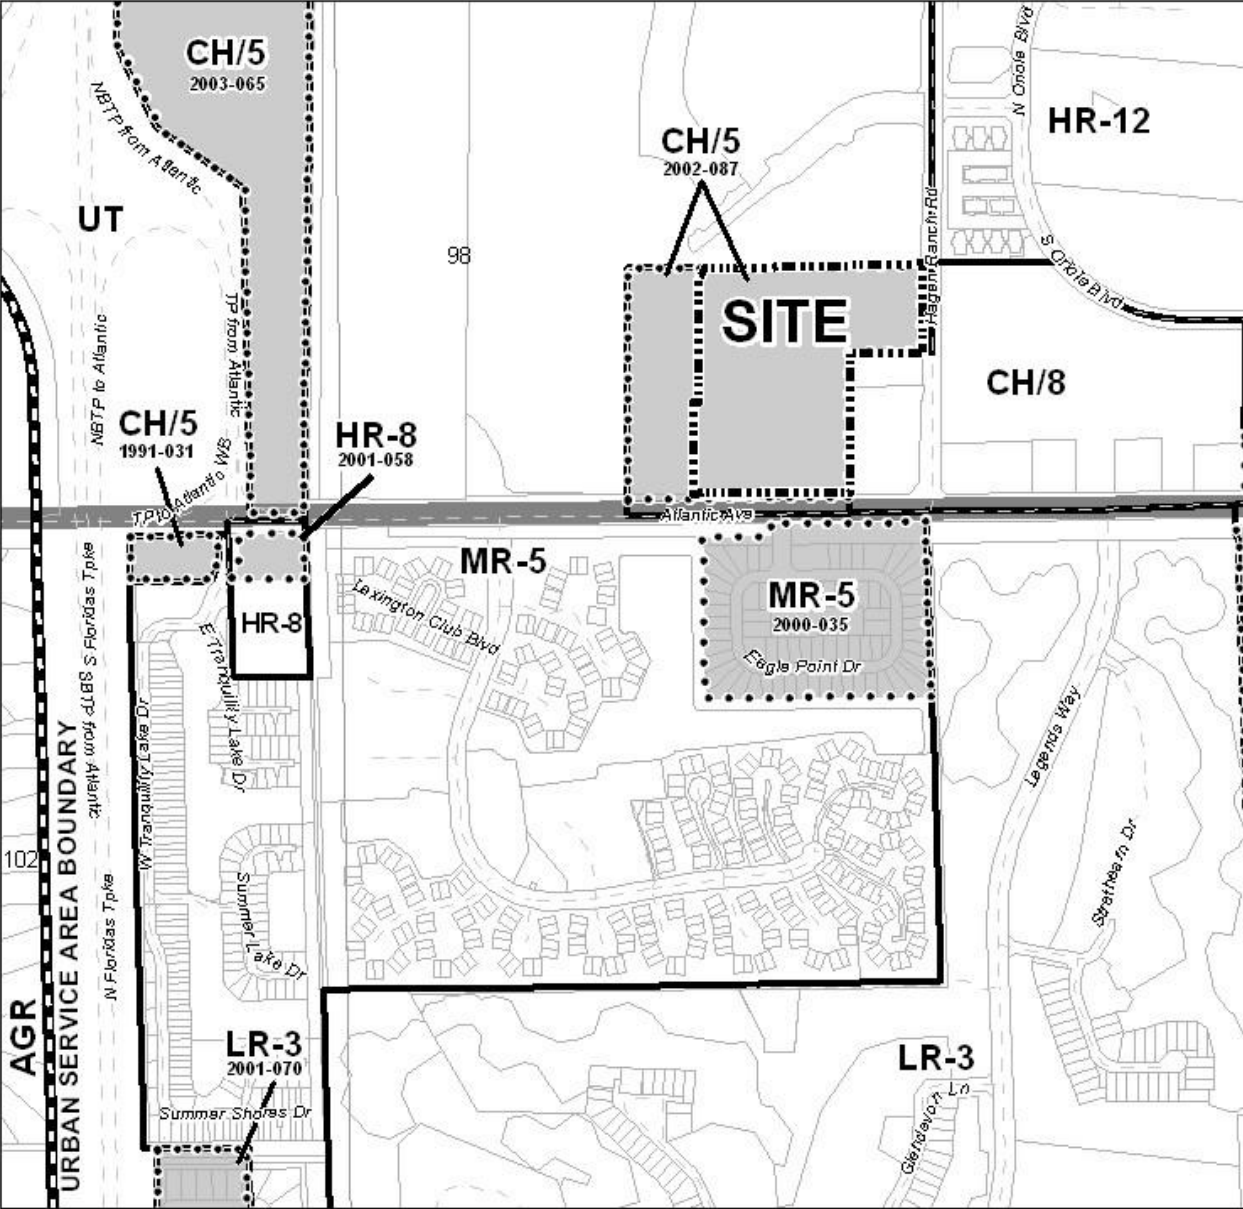 CH/5
2003-065
N Oriole Blvd
HR-12
NBTP from Atlantic
CH/5
2002-087
UT
Hagen Ranch Rd
S Oriole Blvd
98
NBTP to Atlantic
TP from Atlantic
SITE
CH/8
CH/5
1991-031
HR-8
2001-058
TP to Atlantic WB
Atlantic Ave
SBTP from Atlantic
S Floridas Tpke
MR-5
MR-5
2000-035
Lexington Club Blvd
HR-8
E Tranquility Lake Dr
Eagle Point Dr
W Tranquility Lake Dr
Legends Way
102
URBAN SERVICE AREA BOUNDARY
AGR
N Floridas Tpke
Summer Lake Dr
Strathearn Dr
LR-3
2001-070
LR-3
Summer Shores Dr
Glendevon Ln